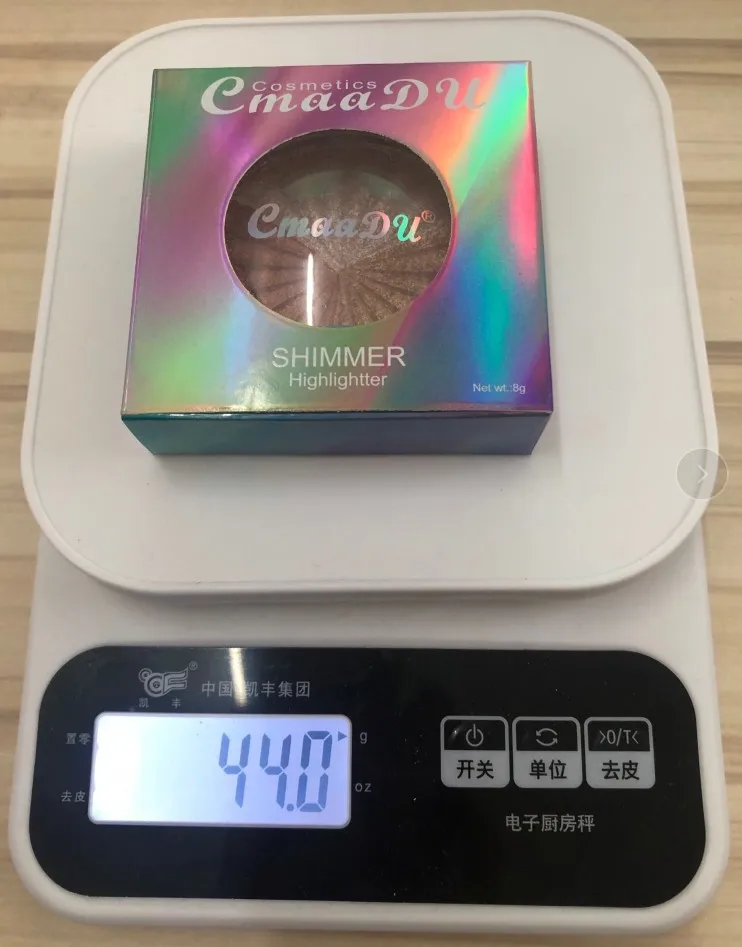 Cosmetics
CmaaDU
CmaaDU®
SHIMMER
Highlightter
Net wt.:8g
®
凯 丰
中国 凯丰集团
置零
44.0
g
去皮
oz
>0/T<
开关
单位
去皮
电子厨房秤